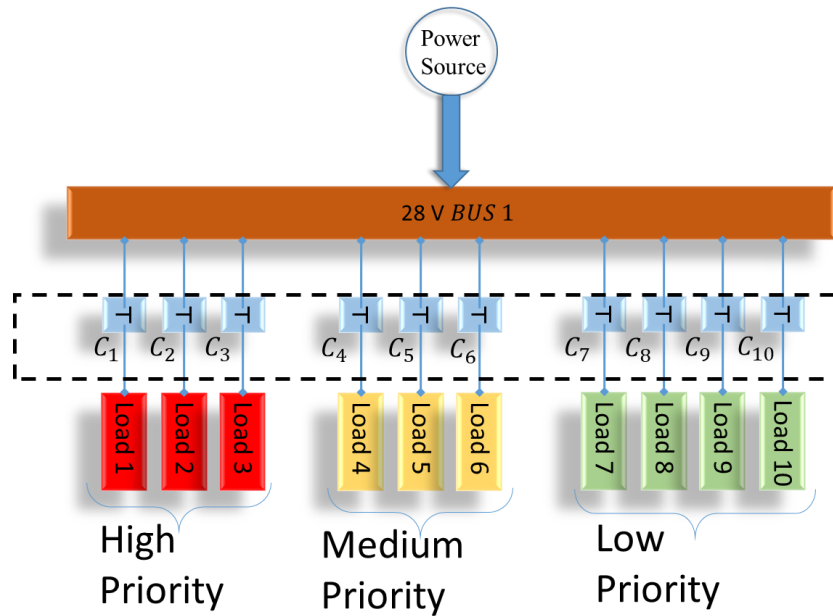 Power
Source
28 V BUS 1
T T T T T T T T T T
C₁ C₂ C₃ C₄ C₅ C₆ C₇ C₈ C₉ C₁₀
Load 1 Load 2 Load 3 Load 4 Load 5 Load 6 Load 7 Load 8 Load 9 Load 10
High
Priority
Medium
Priority
Low
Priority